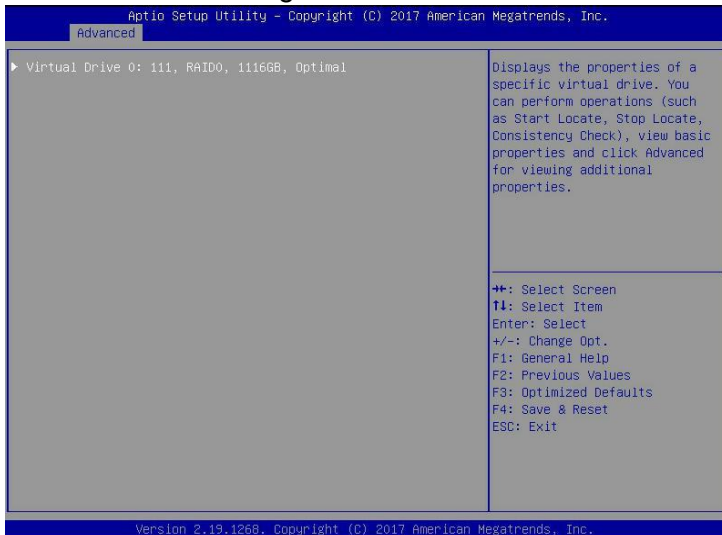 Aptio Setup Utility – Copyright (C) 2017 American Megatrends, Inc.
Advanced
▶ Virtual Drive 0: 111, RAID0, 1116GB, Optimal
Displays the properties of a
specific virtual drive. You
can perform operations (such
as Start Locate, Stop Locate,
Consistency Check), view basic
properties and click Advanced
for viewing additional
properties.
→←: Select Screen
↑↓: Select Item
Enter: Select
+/-: Change Opt.
F1: General Help
F2: Previous Values
F3: Optimized Defaults
F4: Save & Reset
ESC: Exit
Version 2.19.1268. Copyright (C) 2017 American Megatrends, Inc.